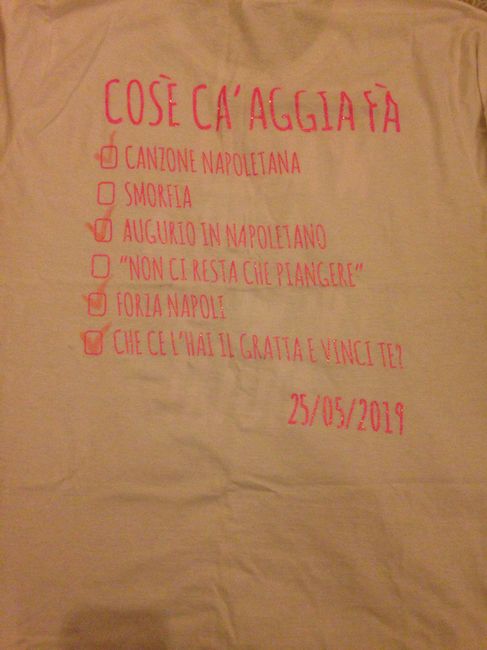 COSÈ CA' AGGIA FÀ
CANZONE NAPOLETANA
SMORFIA
AUGURIO IN NAPOLETANO
"NON CI RESTA CHE PIANGERE"
FORZA NAPOLI
CHE CE L'HAI IL GRATTA E VINCI TE?
25/05/2019